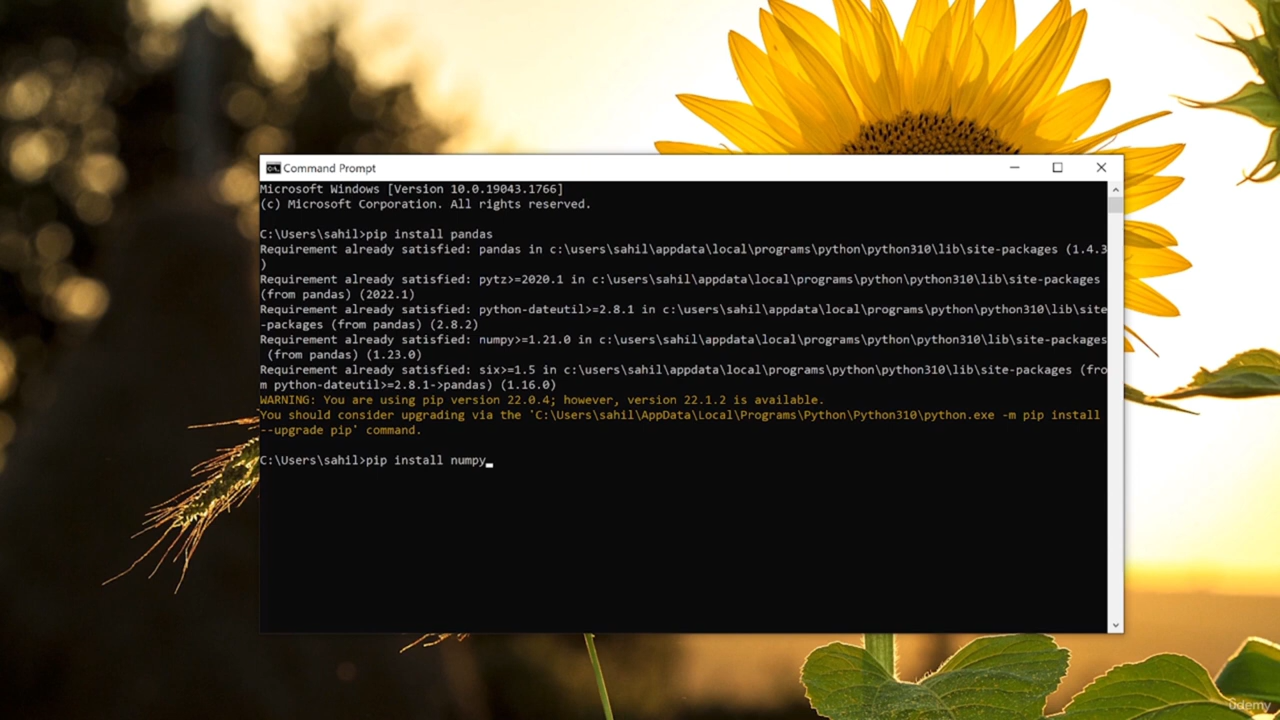 Command Prompt
Microsoft Windows [Version 10.0.19043.1766]
(c) Microsoft Corporation. All rights reserved.
C:\Users\sahil>pip install pandas
Requirement already satisfied: pandas in c:\users\sahil\appdata\local\programs\python\python310\lib\site-packages (1.4.3
)
Requirement already satisfied: pytz>=2020.1 in c:\users\sahil\appdata\local\programs\python\python310\lib\site-packages
(from pandas) (2022.1)
Requirement already satisfied: python-dateutil>=2.8.1 in c:\users\sahil\appdata\local\programs\python\python310\lib\site
-packages (from pandas) (2.8.2)
Requirement already satisfied: numpy>=1.21.0 in c:\users\sahil\appdata\local\programs\python\python310\lib\site-packages
(from pandas) (1.23.0)
Requirement already satisfied: six>=1.5 in c:\users\sahil\appdata\local\programs\python\python310\lib\site-packages (fro
m python-dateutil>=2.8.1->pandas) (1.16.0)
WARNING: You are using pip version 22.0.4; however, version 22.1.2 is available.
You should consider upgrading via the 'C:\Users\sahil\AppData\Local\Programs\Python\Python310\python.exe -m pip install
--upgrade pip' command.
C:\Users\sahil>pip install numpy
ûdemy